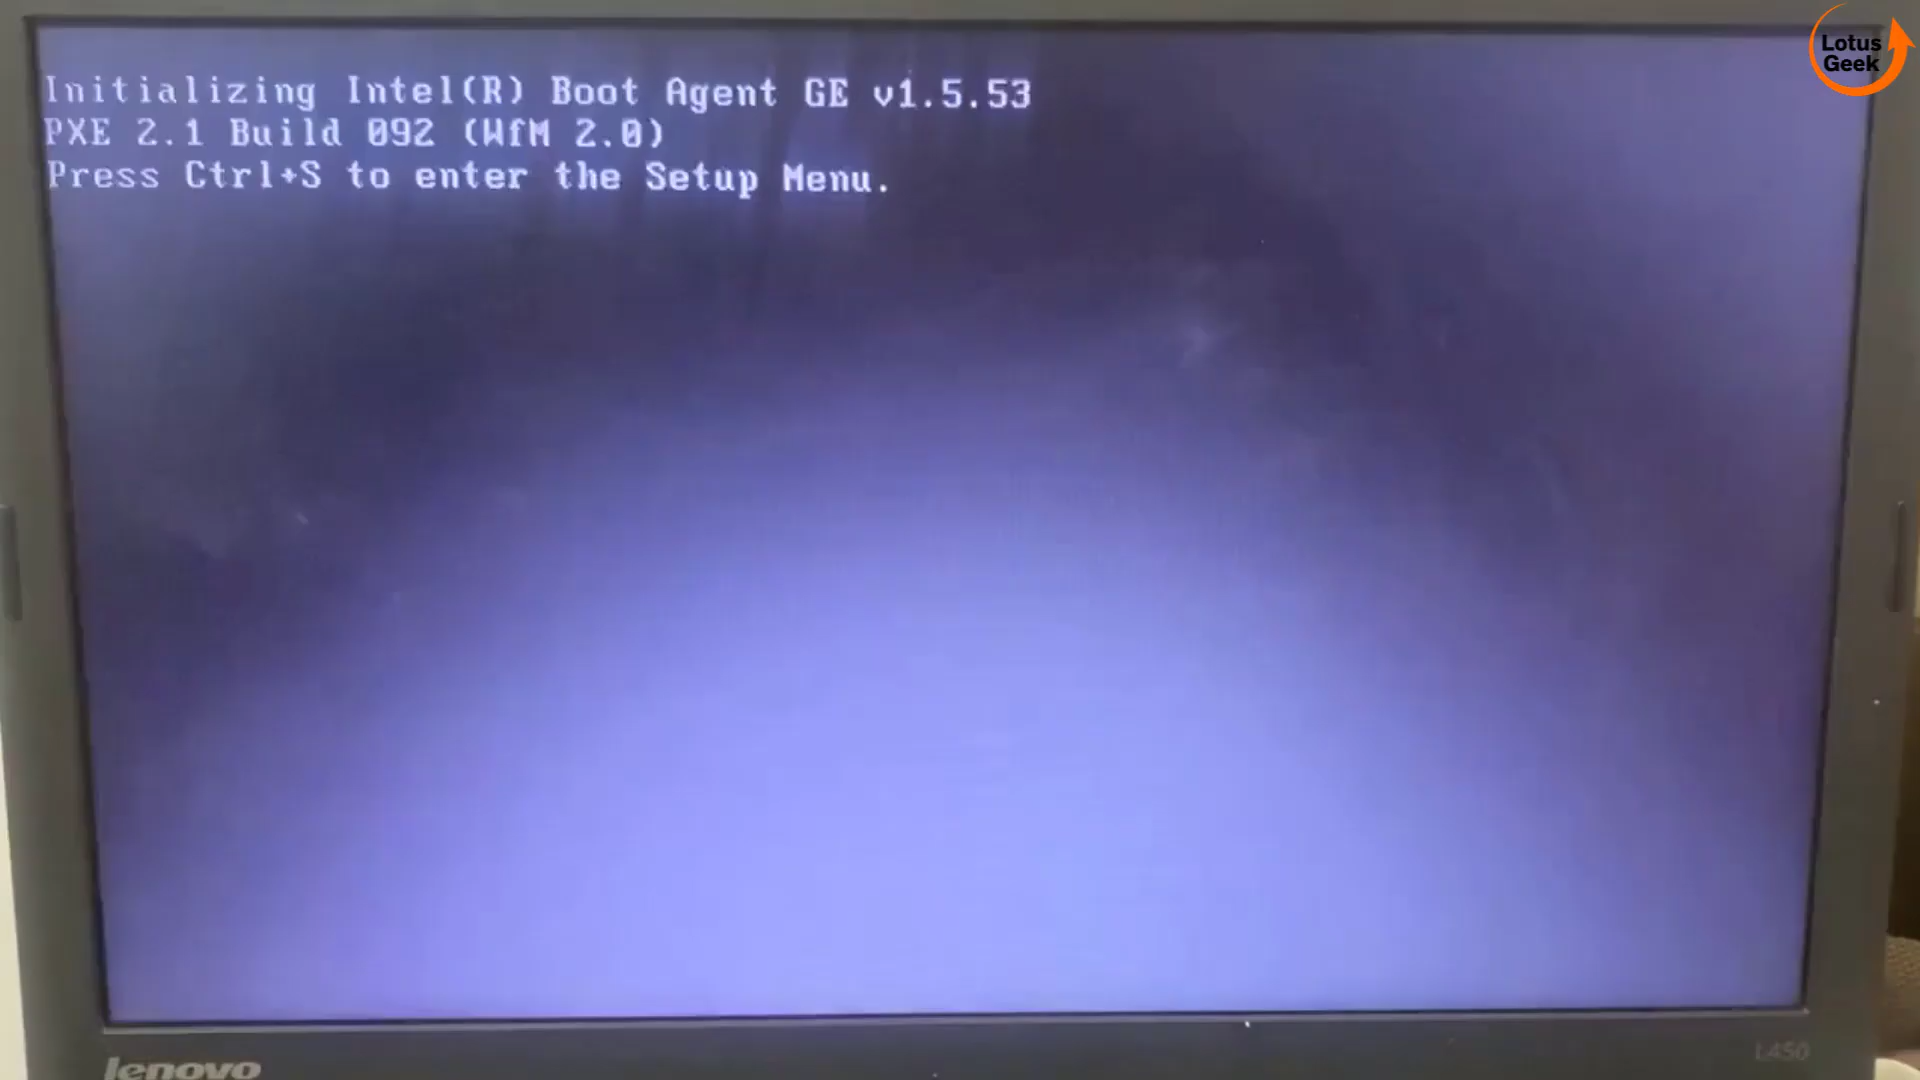 Lotus
Geek
Initializing Intel(R) Boot Agent GE v1.5.53
PXE 2.1 Build 092 (WfM 2.0)
Press Ctrl+S to enter the Setup Menu.
lenovo
L450